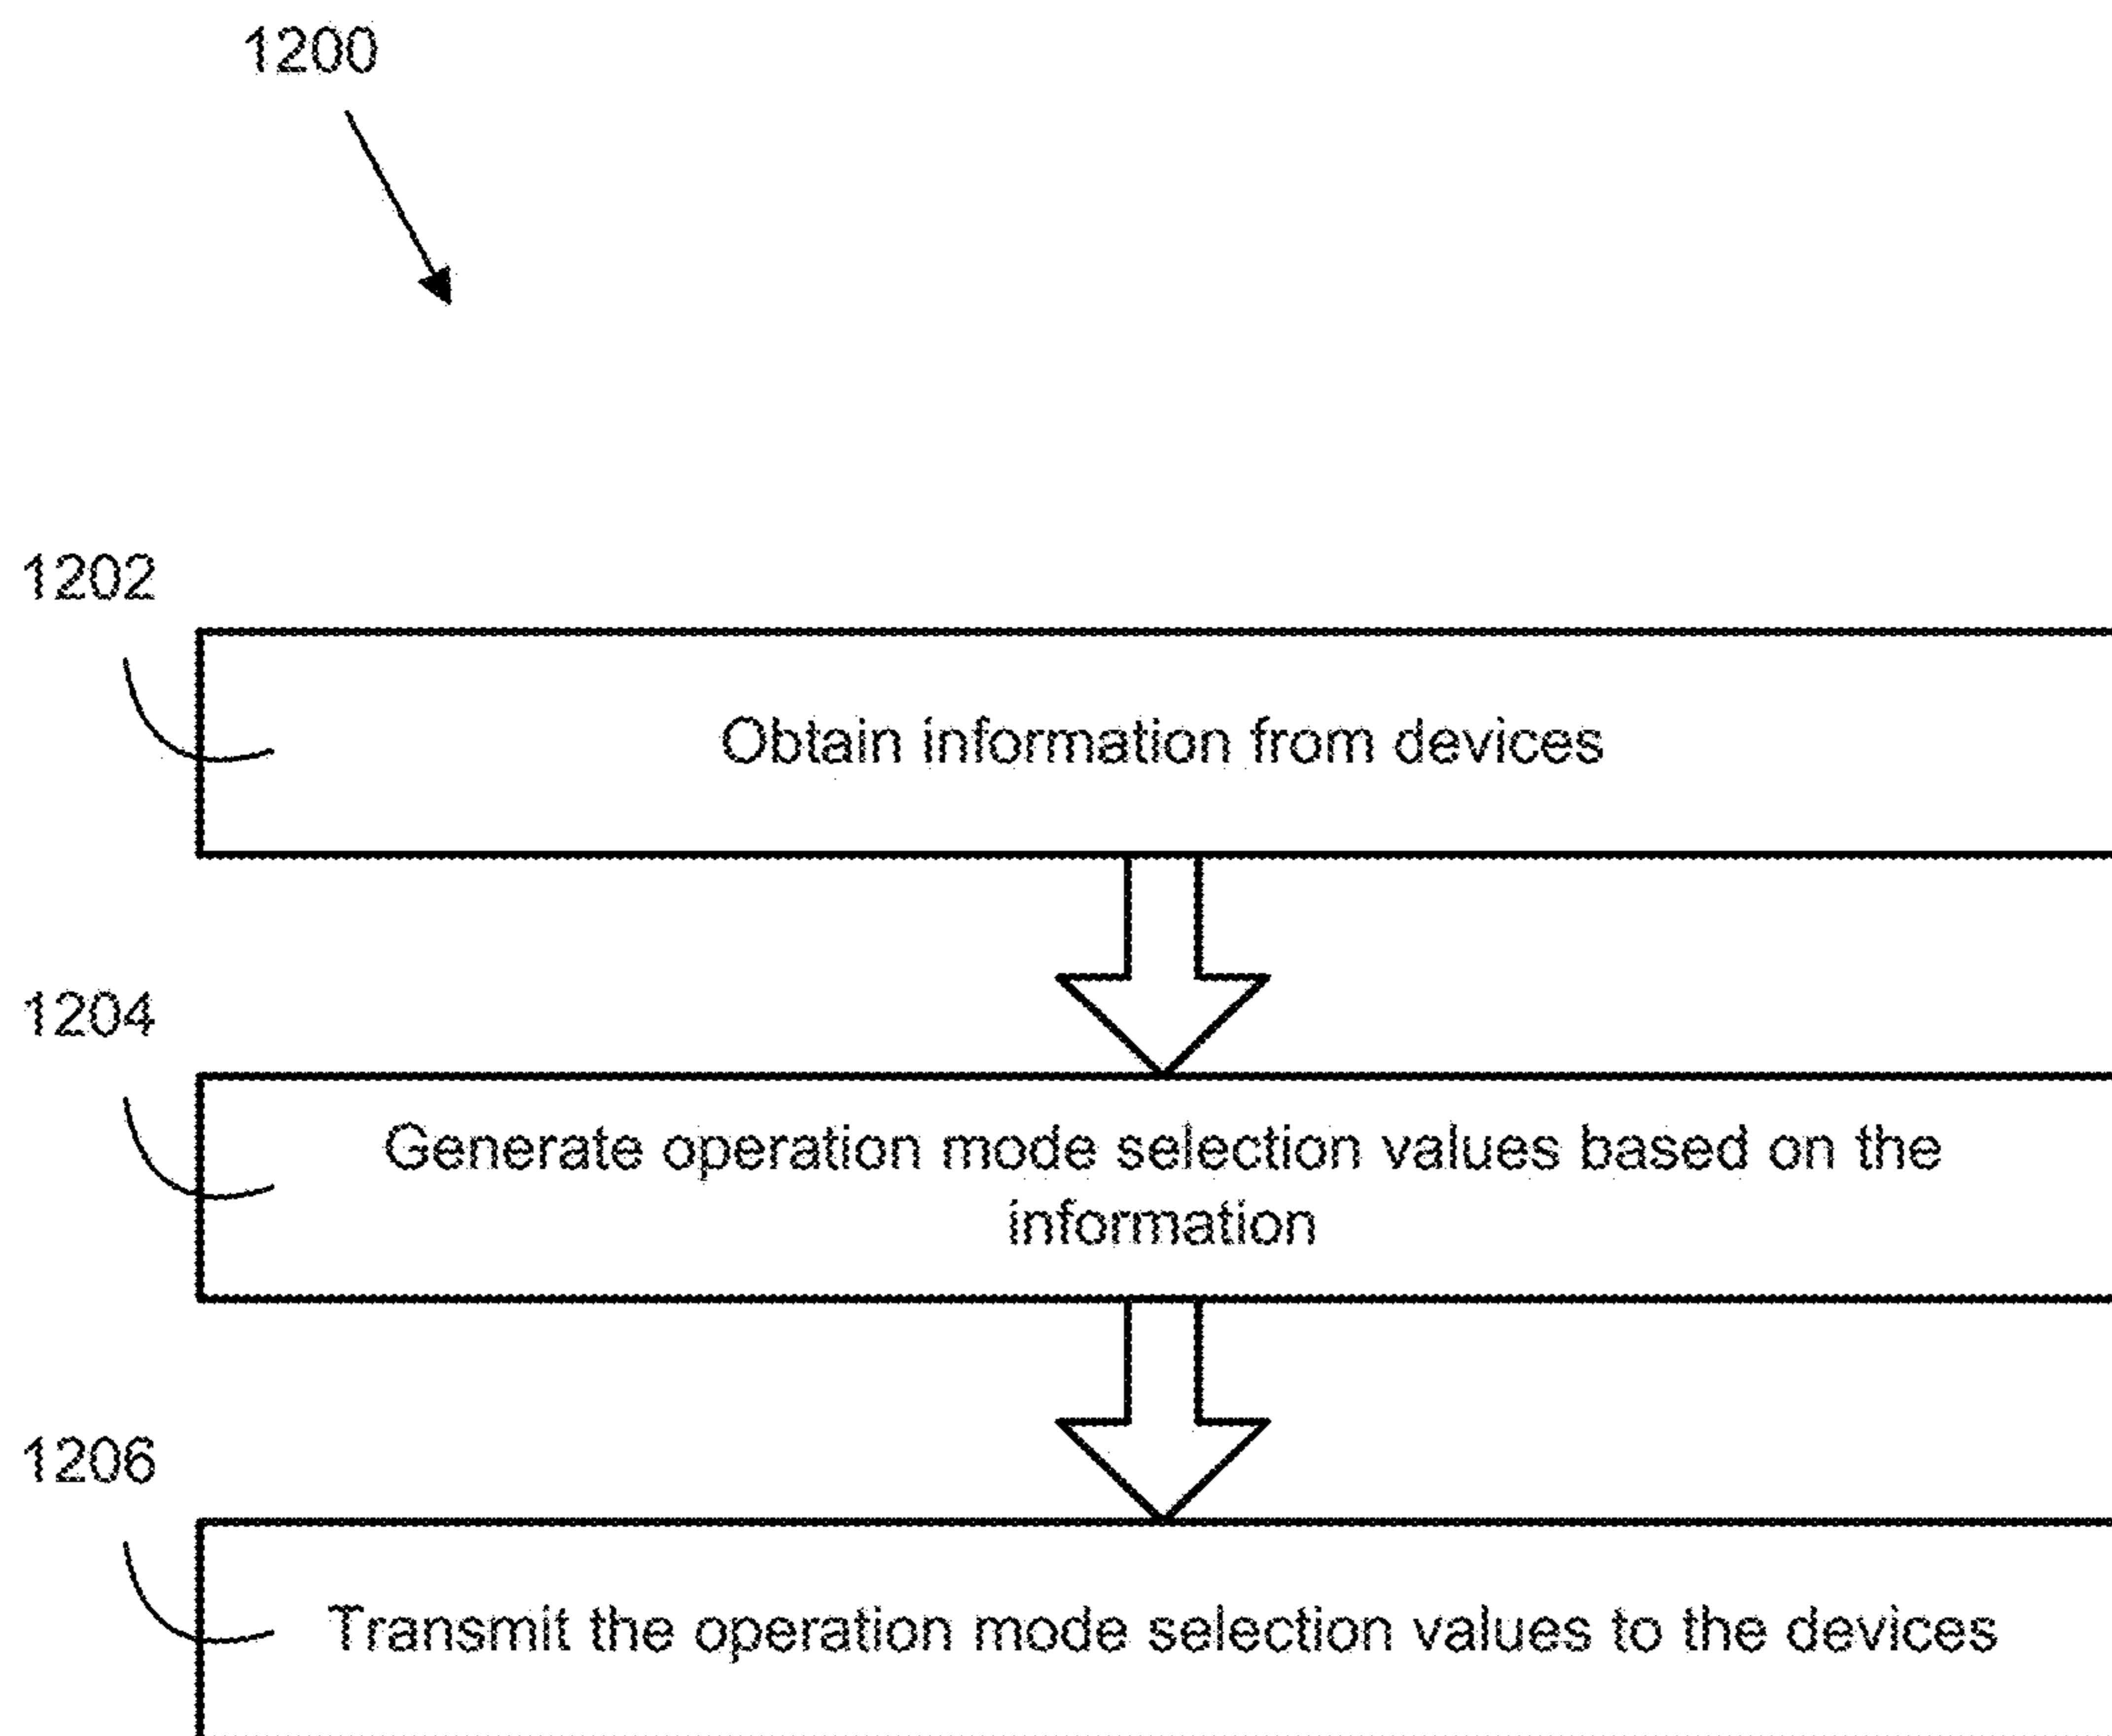 1200
1202
Obtain information from devices
1204
Generate operation mode selection values based on the
information
1206
Transmit the operation mode selection values to the devices